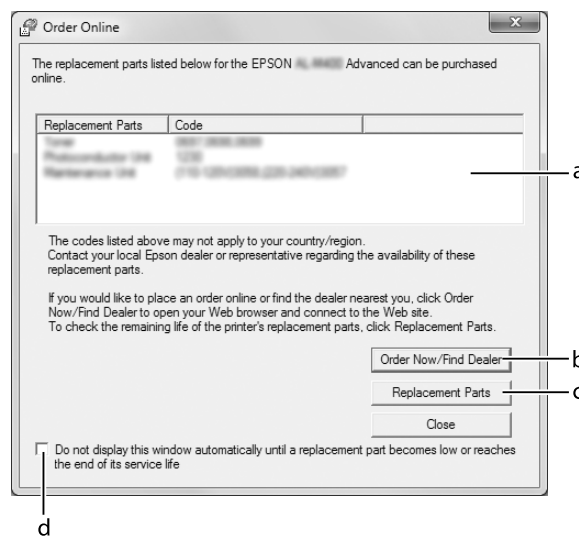 Order Online
The replacement parts listed below for the EPSON Advanced can be purchased
online.
Replacement Parts Code
a
The codes listed above may not apply to your country/region.
Contact your local Epson dealer or representative regarding the availability of these
replacement parts.
If you would like to place an order online or find the dealer nearest you, click Order
Now/Find Dealer to open your Web browser and connect to the Web site.
To check the remaining life of the printer's replacement parts, click Replacement Parts.
Order Now/Find Dealer b
Replacement Parts
Close
Do not display this window automatically until a replacement part becomes low or reaches
the end of its service life
d